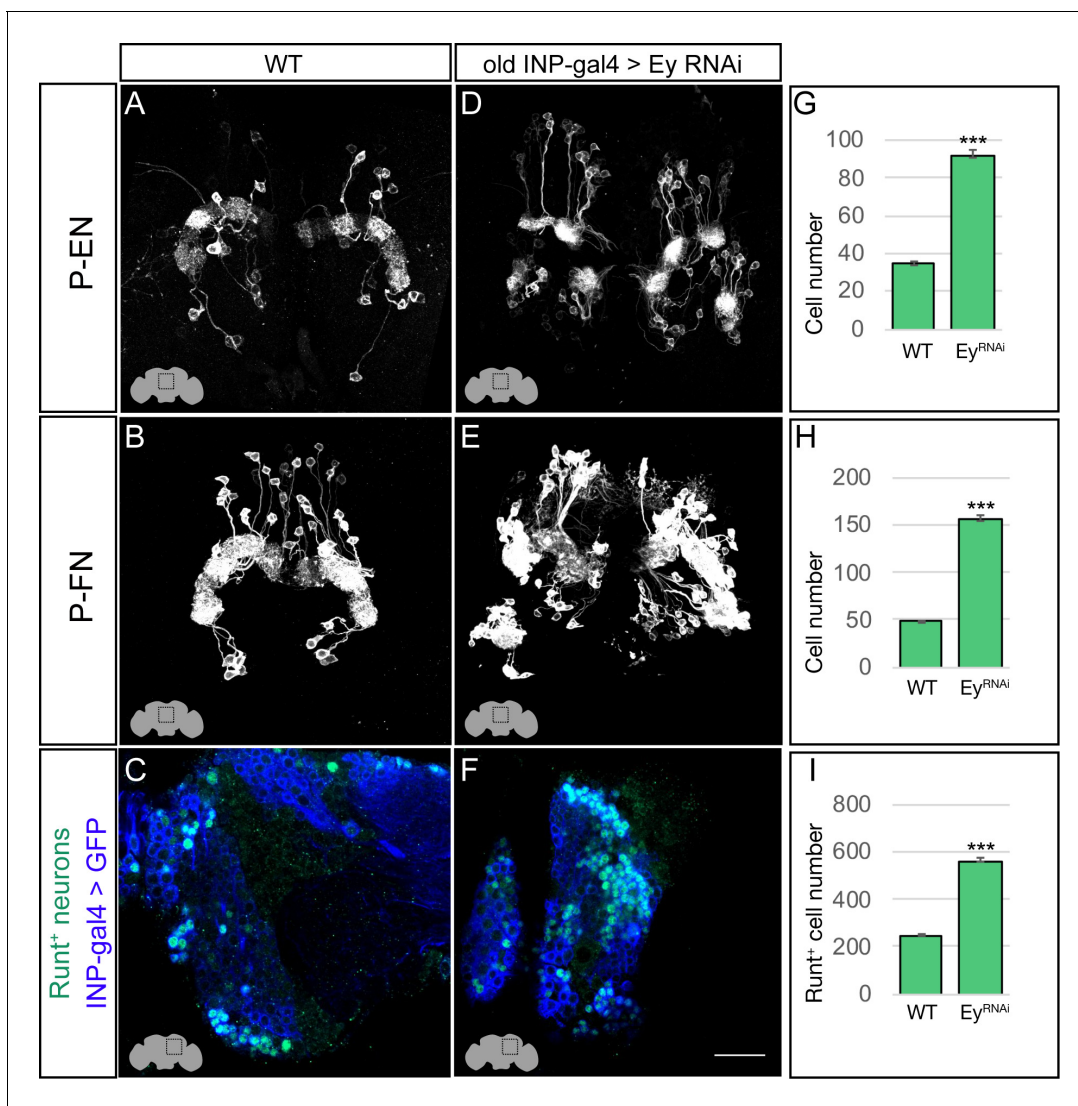 WT
old INP-gal4 > Ey RNAi
P-EN
A
D
G
100
80
60
40
20
0
Cell number
***
WT
Ey^RNAi
P-FN
B
E
H
200
150
100
50
0
Cell number
***
WT
Ey^RNAi
Runt⁺ neurons
INP-gal4 > GFP
C
F
I
800
600
400
200
0
Runt⁺ cell number
***
WT
Ey^RNAi